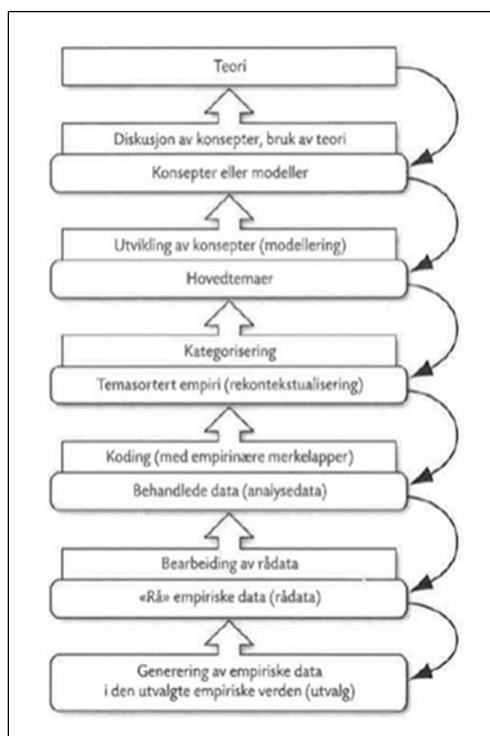 Teori
Diskusjon av konsepter, bruk av teori
Konsepter eller modeller
Utvikling av konsepter (modellering)
Hovedtemaer
Kategorisering
Temasortert empiri (rekontekstualisering)
Koding (med empirinære merkelapper)
Behandlede data (analysedata)
Bearbeiding av rådata
«Rå» empiriske data (rådata)
Generering av empiriske data
i den utvalgte empiriske verden (utvalg)